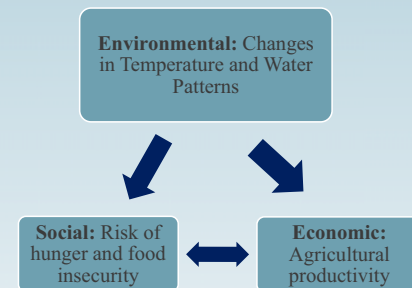 Environmental: Changes
in Temperature and Water
Patterns
Social: Risk of
hunger and food
insecurity
Economic:
Agricultural
productivity